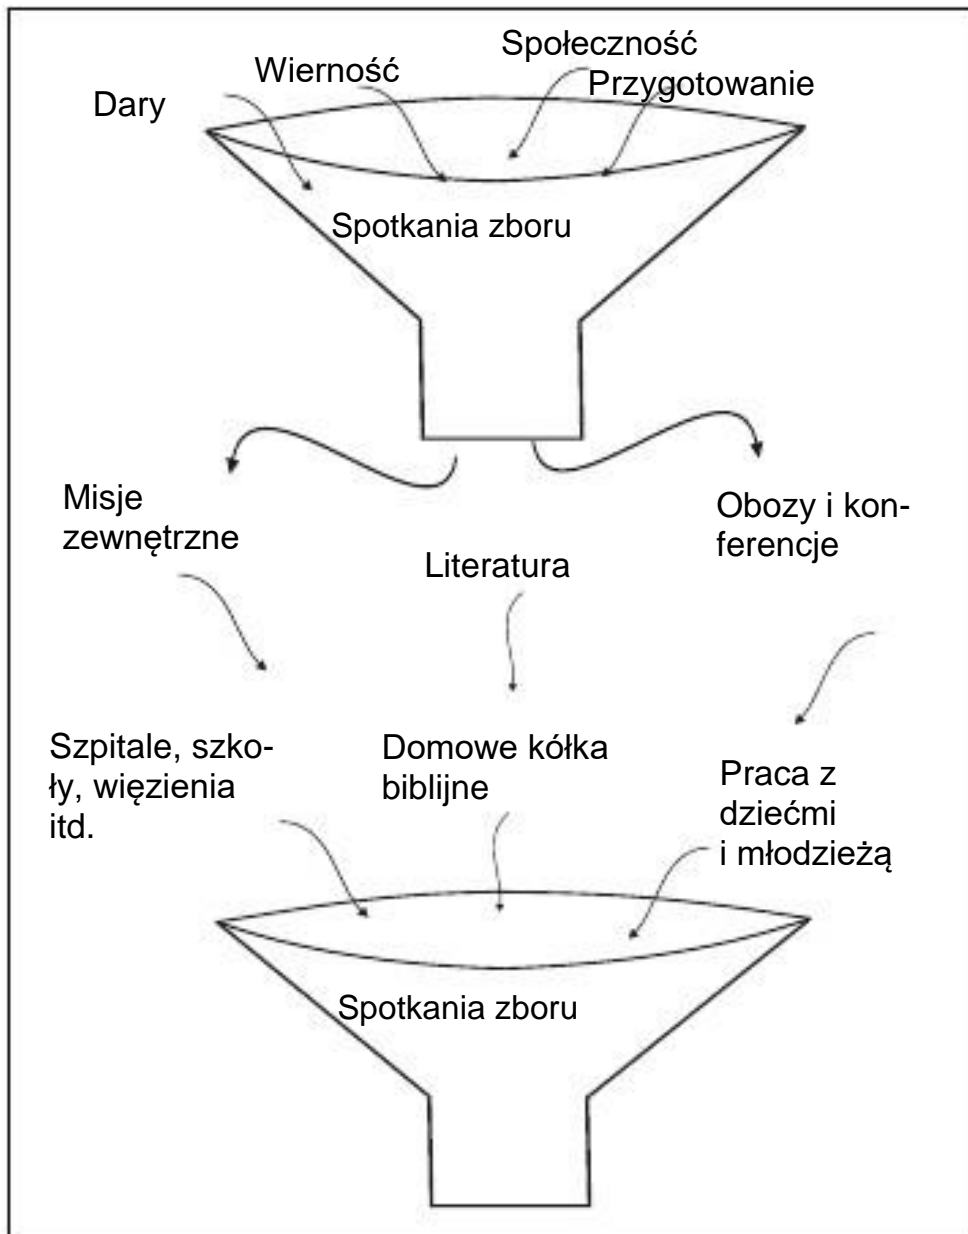 Społeczność
Wierność
Przygotowanie
Dary
Spotkania zboru
Misje
zewnętrzne
Obozy i kon-
ferencje
Literatura
Szpitale, szko-
ły, więzienia
itd.
Domowe kółka
biblijne
Praca z
dziećmi
i młodzieżą
Spotkania zboru